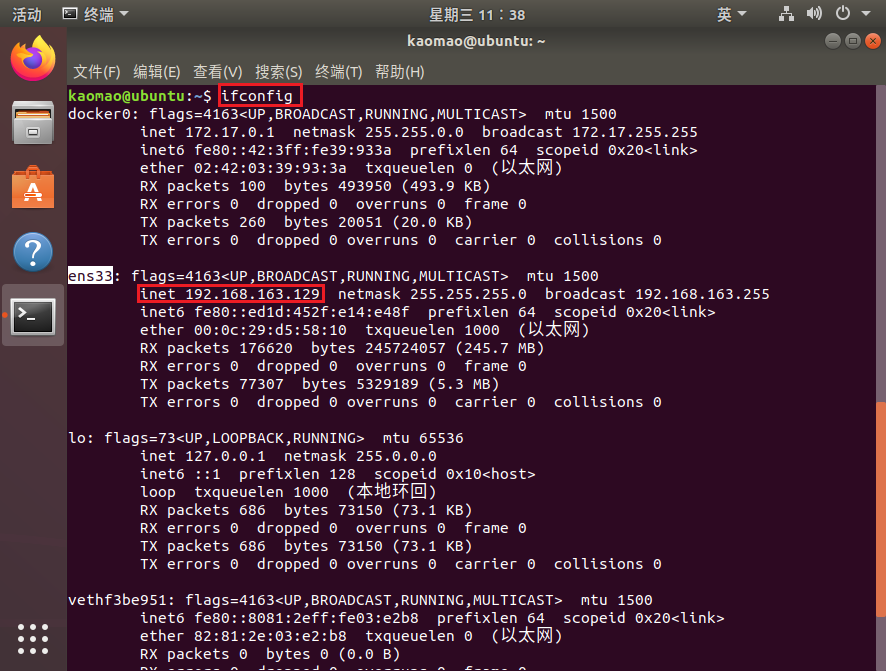 活动 终端 星期三 11：38 英
kaomao@ubuntu: ~
文件(F) 编辑(E) 查看(V) 搜索(S) 终端(T) 帮助(H)
kaomao@ubuntu:~$ ifconfig
docker0: flags=4163<UP,BROADCAST,RUNNING,MULTICAST>  mtu 1500
        inet 172.17.0.1  netmask 255.255.0.0  broadcast 172.17.255.255
        inet6 fe80::42:3ff:fe39:933a  prefixlen 64  scopeid 0x20<link>
        ether 02:42:03:39:93:3a  txqueuelen 0  (以太网)
        RX packets 100  bytes 493950 (493.9 KB)
        RX errors 0  dropped 0  overruns 0  frame 0
        TX packets 260  bytes 20051 (20.0 KB)
        TX errors 0  dropped 0 overruns 0  carrier 0  collisions 0
ens33: flags=4163<UP,BROADCAST,RUNNING,MULTICAST>  mtu 1500
        inet 192.168.163.129  netmask 255.255.255.0  broadcast 192.168.163.255
        inet6 fe80::ed1d:452f:e14:e48f  prefixlen 64  scopeid 0x20<link>
        ether 00:0c:29:d5:58:10  txqueuelen 1000  (以太网)
        RX packets 176620  bytes 245724057 (245.7 MB)
        RX errors 0  dropped 0  overruns 0  frame 0
        TX packets 77307  bytes 5329189 (5.3 MB)
        TX errors 0  dropped 0 overruns 0  carrier 0  collisions 0
lo: flags=73<UP,LOOPBACK,RUNNING>  mtu 65536
        inet 127.0.0.1  netmask 255.0.0.0
        inet6 ::1  prefixlen 128  scopeid 0x10<host>
        loop  txqueuelen 1000  (本地环回)
        RX packets 686  bytes 73150 (73.1 KB)
        RX errors 0  dropped 0  overruns 0  frame 0
        TX packets 686  bytes 73150 (73.1 KB)
        TX errors 0  dropped 0 overruns 0  carrier 0  collisions 0
vethf3be951: flags=4163<UP,BROADCAST,RUNNING,MULTICAST>  mtu 1500
        inet6 fe80::8081:2eff:fe03:e2b8  prefixlen 64  scopeid 0x20<link>
        ether 82:81:2e:03:e2:b8  txqueuelen 0  (以太网)
        RX packets 0  bytes 0 (0.0 B)